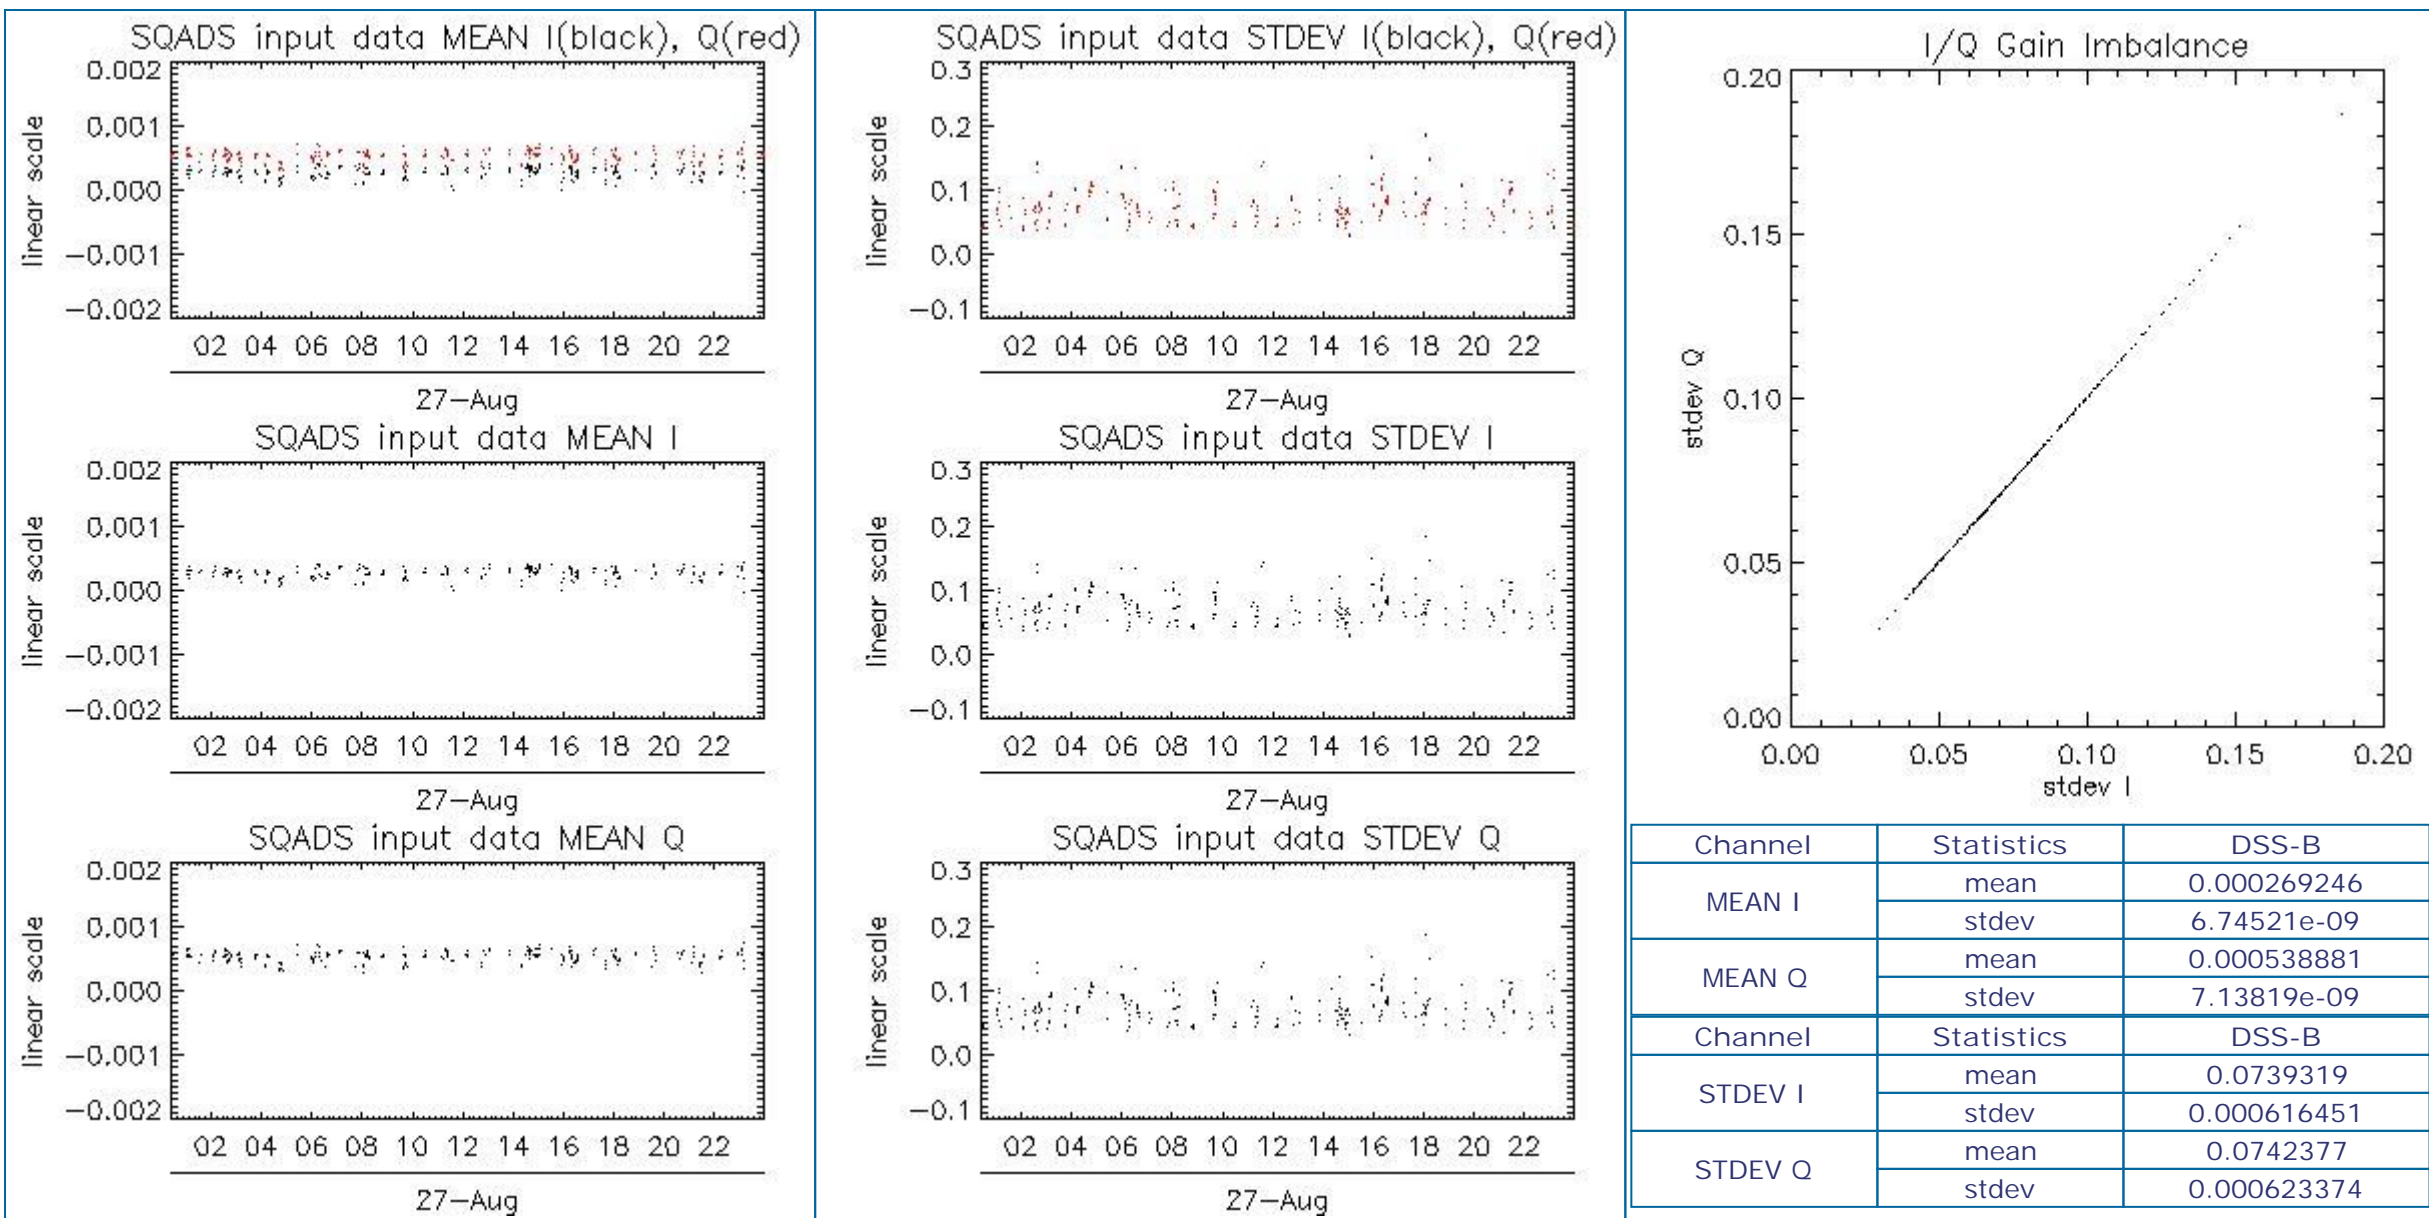 SQADS input data MEAN I(black), Q(red)
0.002
0.001
0.000
-0.001
-0.002
linear scale
02 04 06 08 10 12 14 16 18 20 22
27-Aug
SQADS input data MEAN I
0.002
0.001
0.000
-0.001
-0.002
linear scale
02 04 06 08 10 12 14 16 18 20 22
27-Aug
SQADS input data MEAN Q
0.002
0.001
0.000
-0.001
-0.002
linear scale
02 04 06 08 10 12 14 16 18 20 22
27-Aug
SQADS input data STDEV I(black), Q(red)
0.3
0.2
0.1
0.0
-0.1
linear scale
02 04 06 08 10 12 14 16 18 20 22
27-Aug
SQADS input data STDEV I
0.3
0.2
0.1
0.0
-0.1
linear scale
02 04 06 08 10 12 14 16 18 20 22
27-Aug
SQADS input data STDEV Q
0.3
0.2
0.1
0.0
-0.1
linear scale
02 04 06 08 10 12 14 16 18 20 22
27-Aug
I/Q Gain Imbalance
0.20
0.15
0.10
0.05
0.00
stdev Q
0.00 0.05 0.10 0.15 0.20
stdev I
Channel Statistics DSS-B
MEAN I mean 0.000269246
stdev 6.74521e-09
MEAN Q mean 0.000538881
stdev 7.13819e-09
Channel Statistics DSS-B
STDEV I mean 0.0739319
stdev 0.000616451
STDEV Q mean 0.0742377
stdev 0.000623374